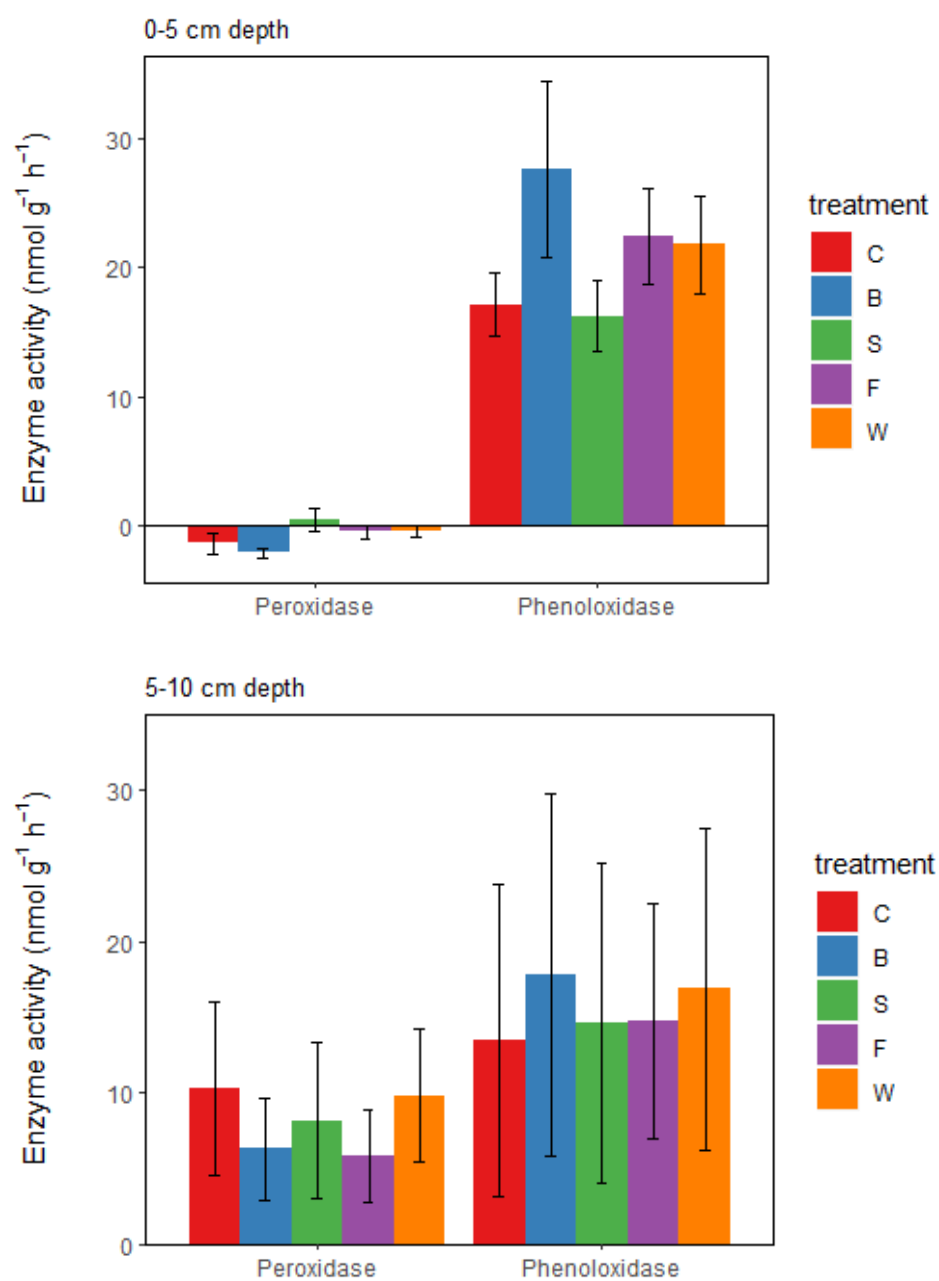 0-5 cm depth
Enzyme activity (nmol g⁻¹ h⁻¹)
30
20
10
0
Peroxidase
Phenoloxidase
treatment
C
B
S
F
W
5-10 cm depth
Enzyme activity (nmol g⁻¹ h⁻¹)
30
20
10
0
Peroxidase
Phenoloxidase
treatment
C
B
S
F
W